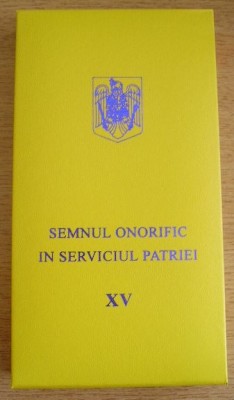 SEMNUL ONORIFIC
IN SERVICIUL PATRIEI
XV